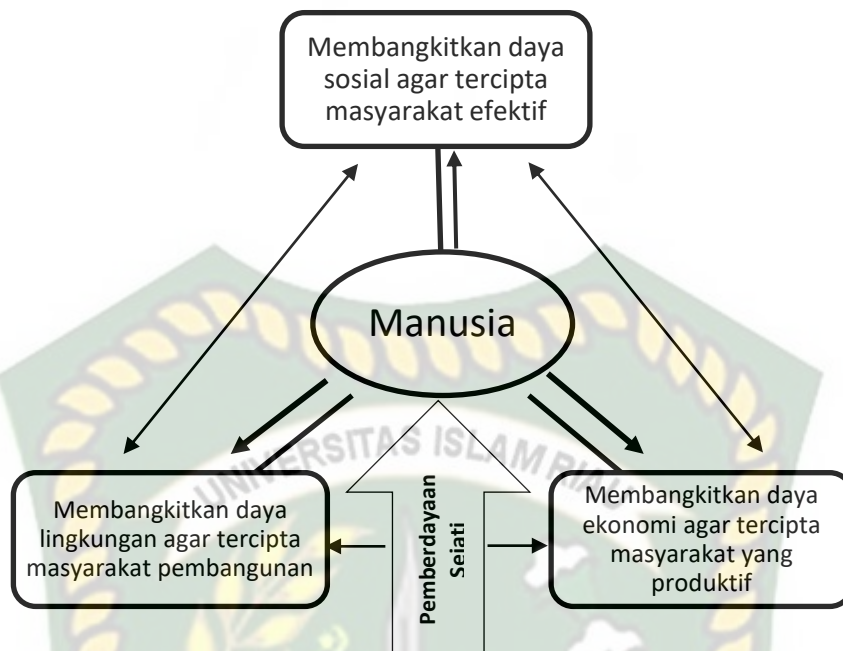 Membangkitkan daya
sosial agar tercipta
masyarakat efektif
Manusia
UNIVERSITAS ISLAM RIAU
Membangkitkan daya
lingkungan agar tercipta
masyarakat pembangunan
Pemberdayaan
Seiati
Membangkitkan daya
ekonomi agar tercipta
masyarakat yang
produktif